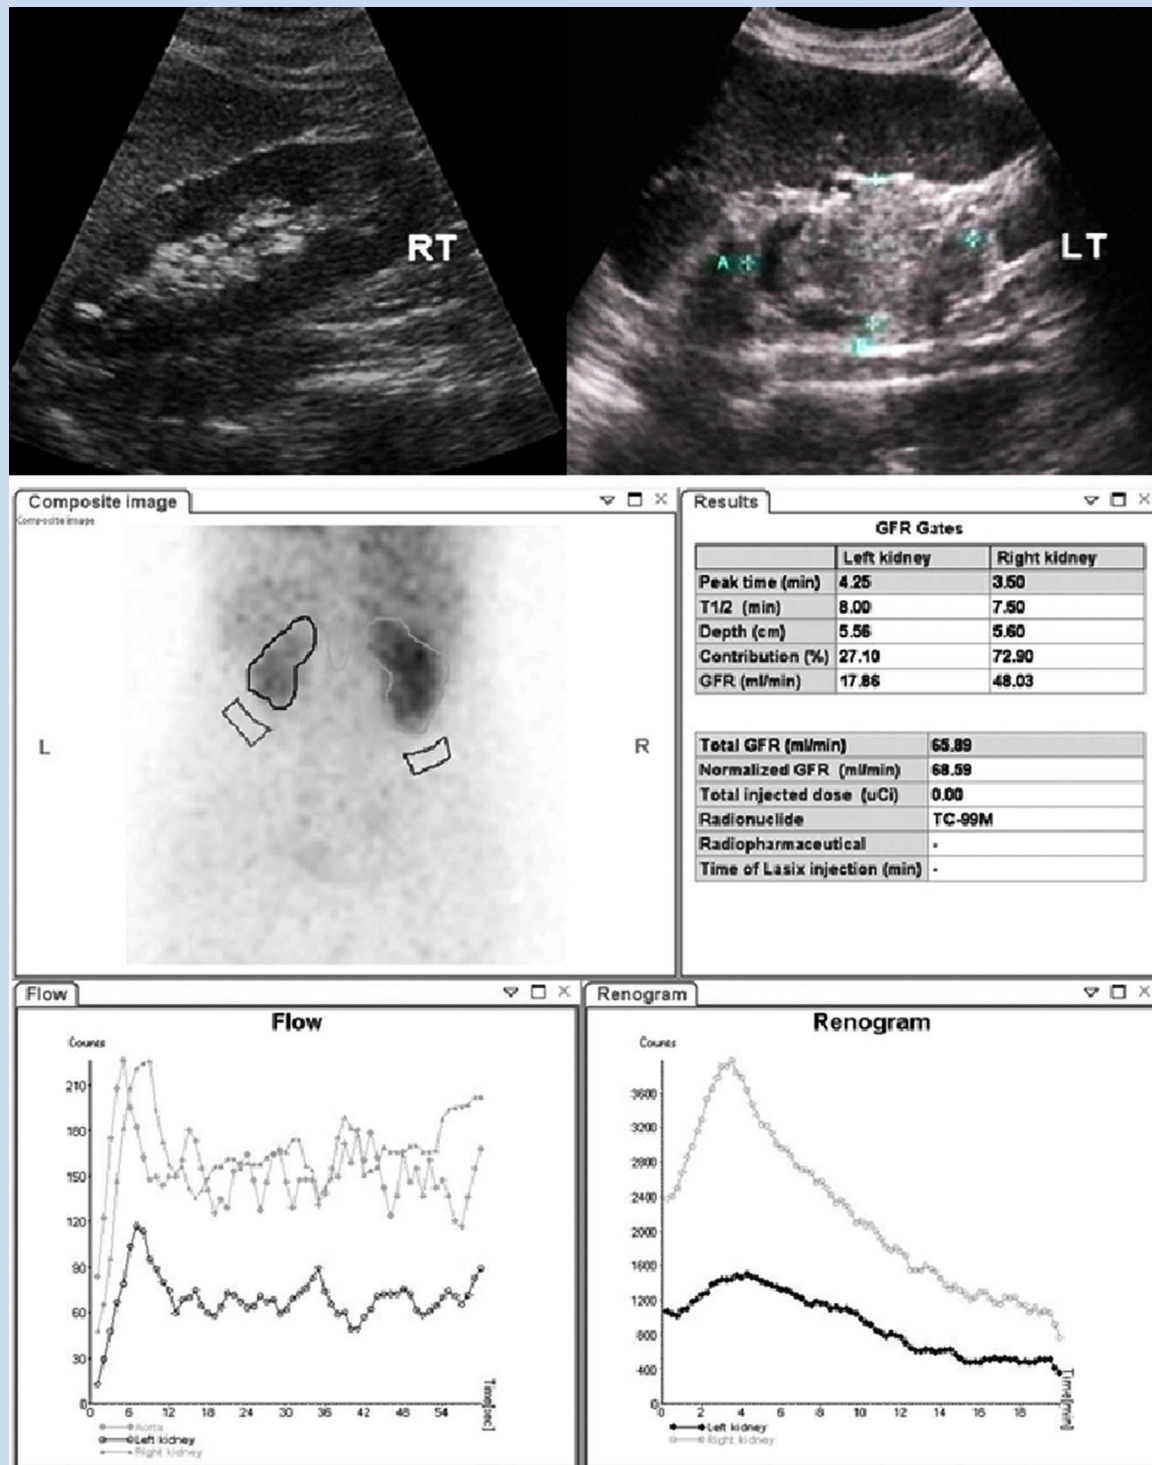 RT
A
B
LT
Composite image
Composite image
L
R
Results
GFR Gates
Left kidney Right kidney
Peak time (min) 4.25 3.50
T1/2 (min) 8.00 7.50
Depth (cm) 5.56 5.60
Contribution (%) 27.10 72.90
GFR (ml/min) 17.86 48.03
Total GFR (ml/min) 65.89
Normalized GFR (ml/min) 68.59
Total injected dose (uCi) 0.00
Radionuclide TC-99M
Radiopharmaceutical -
Time of Lasix injection (min) -
Flow
Flow
Counts
210
180
150
120
90
60
30
0
0 6 12 18 24 30 36 42 48 54
Time[sec]
Aorta
Left kidney
Right kidney
Renogram
Renogram
Counts
3600
3200
2800
2400
2000
1600
1200
800
400
0
0 2 4 6 8 10 12 14 16 18
Time[min]
Left kidney
Right kidney